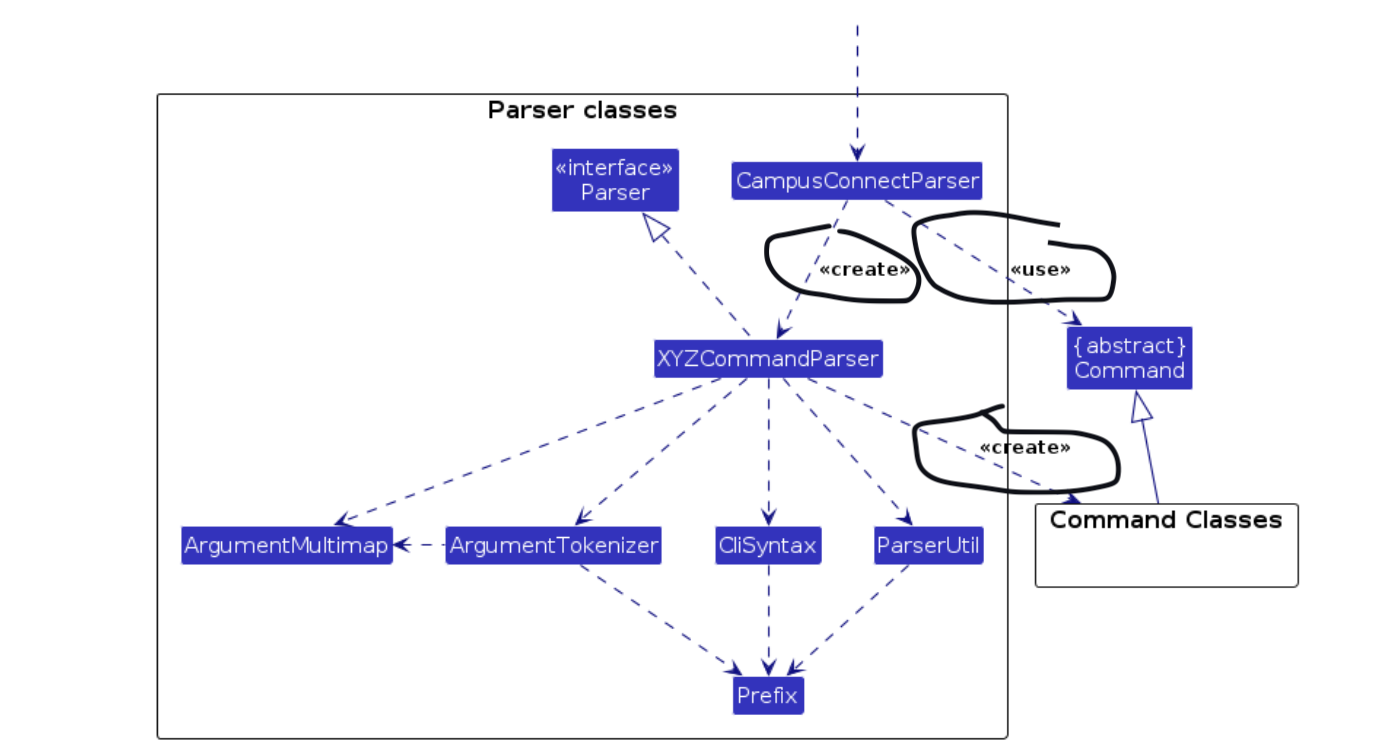 Parser classes
«interface»
Parser
CampusConnectParser
«create»
«use»
{abstract}
Command
XYZCommandParser
«create»
Command Classes
ArgumentMultimap
ArgumentTokenizer
CliSyntax
ParserUtil
Prefix